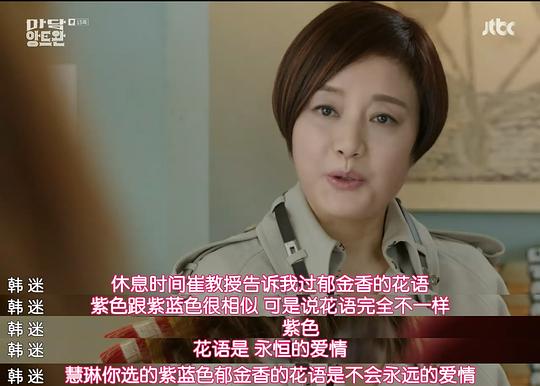 마담
앙트완
15회
jtbc
韩迷 休息时间崔教授告诉我过郁金香的花语
韩迷 紫色跟紫蓝色很相似 可是说花语完全不一样
韩迷 紫色
韩迷 花语是 永恒的爱情
韩迷 慧琳你选的紫蓝色郁金香的花语是不会永远的爱情